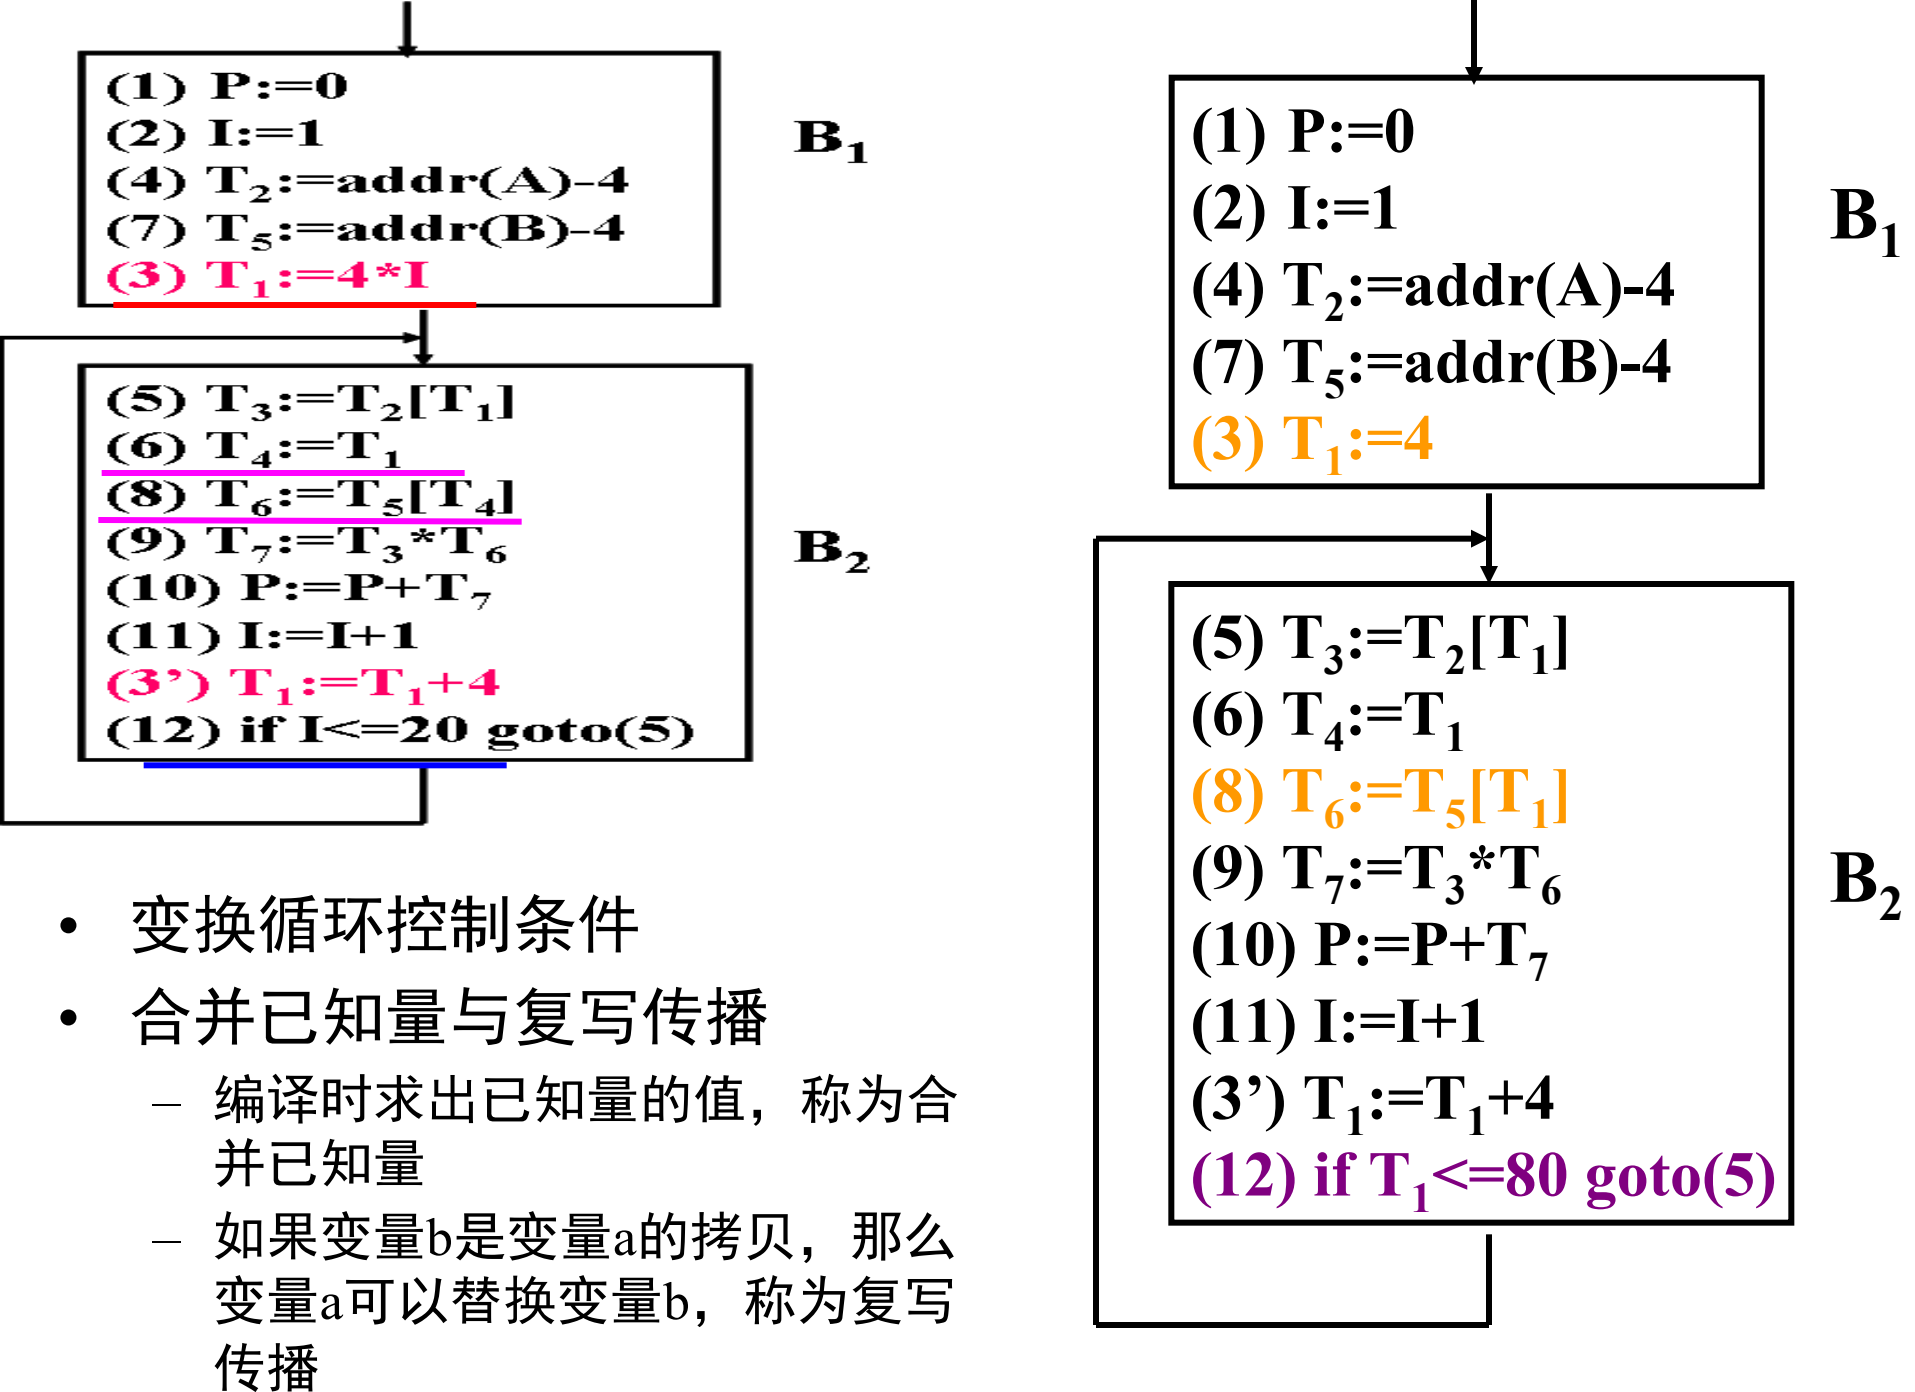 (1) P:=0
(2) I:=1
(4) T₂:=addr(A)-4
(7) T₅:=addr(B)-4
(3) T₁:=4*I
B₁
(5) T₃:=T₂[T₁]
(6) T₄:=T₁
(8) T₆:=T₅[T₄]
(9) T₇:=T₃*T₆
(10) P:=P+T₇
(11) I:=I+1
(3’) T₁:=T₁+4
(12) if I<=20 goto(5)
B₂
• 变换循环控制条件
• 合并已知量与复写传播
– 编译时求出已知量的值，称为合
并已知量
– 如果变量b是变量a的拷贝，那么
变量a可以替换变量b，称为复写
传播
(1) P:=0
(2) I:=1
(4) T₂:=addr(A)-4
(7) T₅:=addr(B)-4
(3) T₁:=4
B₁
(5) T₃:=T₂[T₁]
(6) T₄:=T₁
(8) T₆:=T₅[T₁]
(9) T₇:=T₃*T₆
(10) P:=P+T₇
(11) I:=I+1
(3’) T₁:=T₁+4
(12) if T₁<=80 goto(5)
B₂